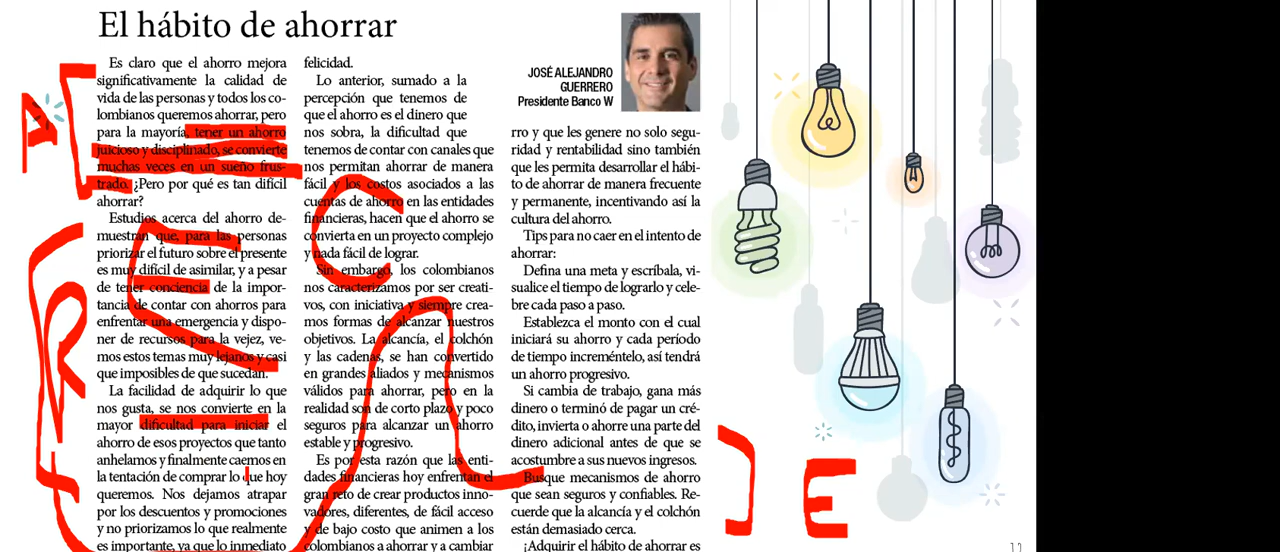 El hábito de ahorrar
Es claro que el ahorro mejora
significativamente la calidad de
vida de las personas y todos los co-
lombianos queremos ahorrar, pero
para la mayoría, tener un ahorro
juicioso y disciplinado, se convierte
muchas veces en un sueño frus-
trado. ¿Pero por qué es tan difícil
ahorrar?
Estudios acerca del ahorro de-
muestran que, para las personas
priorizar el futuro sobre el presente
es muy difícil de asimilar, y a pesar
de tener conciencia de la impor-
tancia de contar con ahorros para
enfrentar una emergencia y dispo-
ner de recursos para la vejez, ve-
mos estos temas muy lejanos y casi
que imposibles de que sucedan.
La facilidad de adquirir lo que
nos gusta, se nos convierte en la
mayor dificultad para iniciar el
ahorro de esos proyectos que tanto
anhelamos y finalmente caemos en
la tentación de comprar lo que hoy
queremos. Nos dejamos atrapar
por los descuentos y promociones
y no priorizamos lo que realmente
es importante, ya que lo inmediato
felicidad.
Lo anterior, sumado a la
percepción que tenemos de
que el ahorro es el dinero que
nos sobra, la dificultad que
tenemos de contar con canales que
nos permitan ahorrar de manera
fácil y los costos asociados a las
cuentas de ahorro en las entidades
financieras, hacen que el ahorro se
convierta en un proyecto complejo
y nada fácil de lograr.
Sin embargo, los colombianos
nos caracterizamos por ser creati-
vos, con iniciativa y siempre crea-
mos formas de alcanzar nuestros
objetivos. La alcancía, el colchón
y las cadenas, se han convertido
en grandes aliados y mecanismos
válidos para ahorrar, pero en la
realidad son de corto plazo y poco
seguros para alcanzar un ahorro
estable y progresivo.
Es por esta razón que las enti-
dades financieras hoy enfrentan el
gran reto de crear productos inno-
vadores, diferentes, de fácil acceso
y de bajo costo que animen a los
colombianos a ahorrar y a cambiar
JOSÉ ALEJANDRO
GUERRERO
Presidente Banco W
rro y que les genere no solo segu-
ridad y rentabilidad sino también
que les permita desarrollar el hábi-
to de ahorrar de manera frecuente
y permanente, incentivando así la
cultura del ahorro.
Tips para no caer en el intento de
ahorrar:
Defina una meta y escríbala, vi-
sualice el tiempo de lograrlo y cele-
bre cada paso a paso.
Establezca el monto con el cual
iniciará su ahorro y cada período
de tiempo increméntelo, así tendrá
un ahorro progresivo.
Si cambia de trabajo, gana más
dinero o terminó de pagar un cré-
dito, invierta o ahorre una parte del
dinero adicional antes de que se
acostumbre a sus nuevos ingresos.
Busque mecanismos de ahorro
que sean seguros y confiables. Re-
cuerde que la alcancía y el colchón
están demasiado cerca.
¡Adquirir el hábito de ahorrar es
A
R
C
E